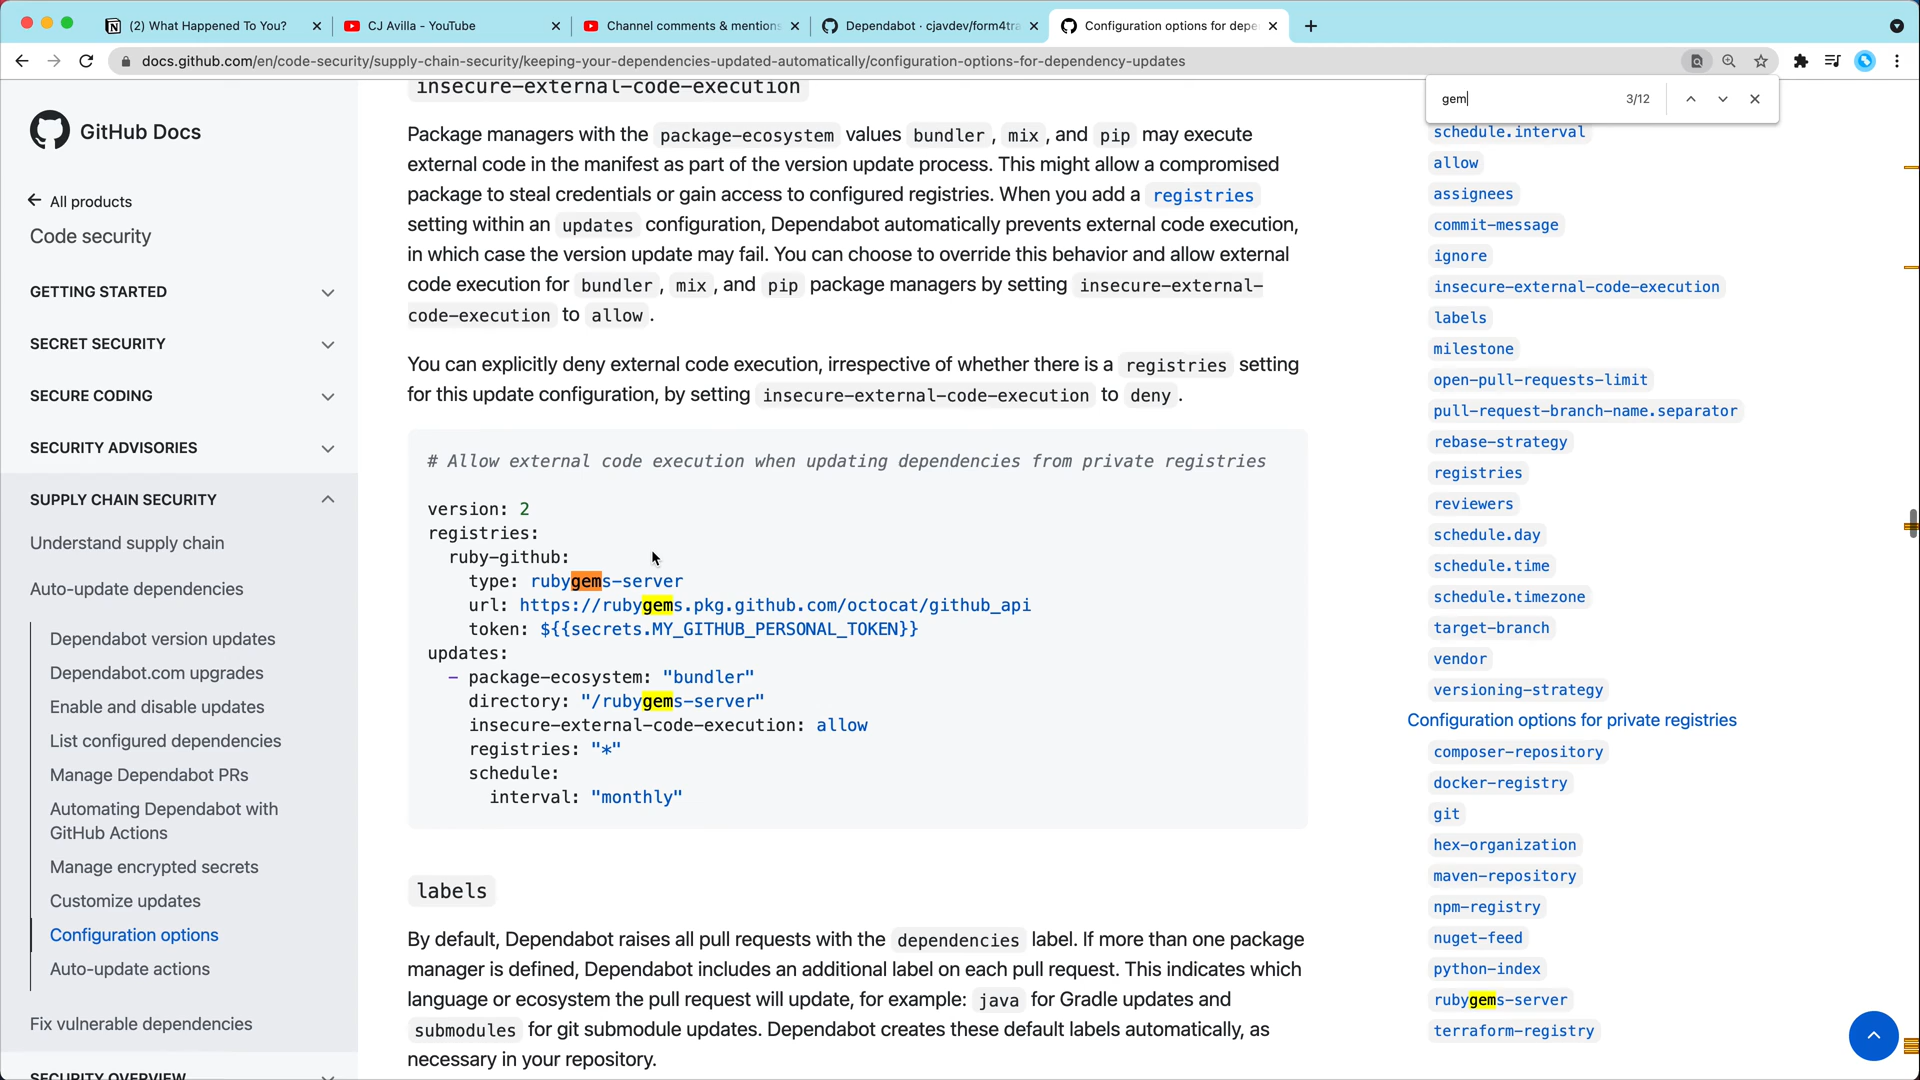 (2) What Happened To You?
CJ Avilla - YouTube
Channel comments & mentions
Dependabot · cjavdev/form4tra
Configuration options for depe
docs.github.com/en/code-security/supply-chain-security/keeping-your-dependencies-updated-automatically/configuration-options-for-dependency-updates
gem
3/12
GitHub Docs
All products
Code security
GETTING STARTED
SECRET SECURITY
SECURE CODING
SECURITY ADVISORIES
SUPPLY CHAIN SECURITY
Understand supply chain
Auto-update dependencies
Dependabot version updates
Dependabot.com upgrades
Enable and disable updates
List configured dependencies
Manage Dependabot PRs
Automating Dependabot with
GitHub Actions
Manage encrypted secrets
Customize updates
Configuration options
Auto-update actions
Fix vulnerable dependencies
SECURITY OVERVIEW
insecure-external-code-execution
Package managers with the package-ecosystem values bundler, mix, and pip may execute
external code in the manifest as part of the version update process. This might allow a compromised
package to steal credentials or gain access to configured registries. When you add a registries
setting within an updates configuration, Dependabot automatically prevents external code execution,
in which case the version update may fail. You can choose to override this behavior and allow external
code execution for bundler, mix, and pip package managers by setting insecure-external-
code-execution to allow.
You can explicitly deny external code execution, irrespective of whether there is a registries setting
for this update configuration, by setting insecure-external-code-execution to deny.
# Allow external code execution when updating dependencies from private registries
version: 2
registries:
ruby-github:
type: rubygems-server
url: https://rubygems.pkg.github.com/octocat/github_api
token: ${{secrets.MY_GITHUB_PERSONAL_TOKEN}}
updates:
- package-ecosystem: "bundler"
directory: "/rubygems-server"
insecure-external-code-execution: allow
registries: "*"
schedule:
interval: "monthly"
labels
By default, Dependabot raises all pull requests with the dependencies label. If more than one package
manager is defined, Dependabot includes an additional label on each pull request. This indicates which
language or ecosystem the pull request will update, for example: java for Gradle updates and
submodules for git submodule updates. Dependabot creates these default labels automatically, as
necessary in your repository.
schedule.interval
allow
assignees
commit-message
ignore
insecure-external-code-execution
labels
milestone
open-pull-requests-limit
pull-request-branch-name.separator
rebase-strategy
registries
reviewers
schedule.day
schedule.time
schedule.timezone
target-branch
vendor
versioning-strategy
Configuration options for private registries
composer-repository
docker-registry
git
hex-organization
maven-repository
npm-registry
nuget-feed
python-index
rubygems-server
terraform-registry